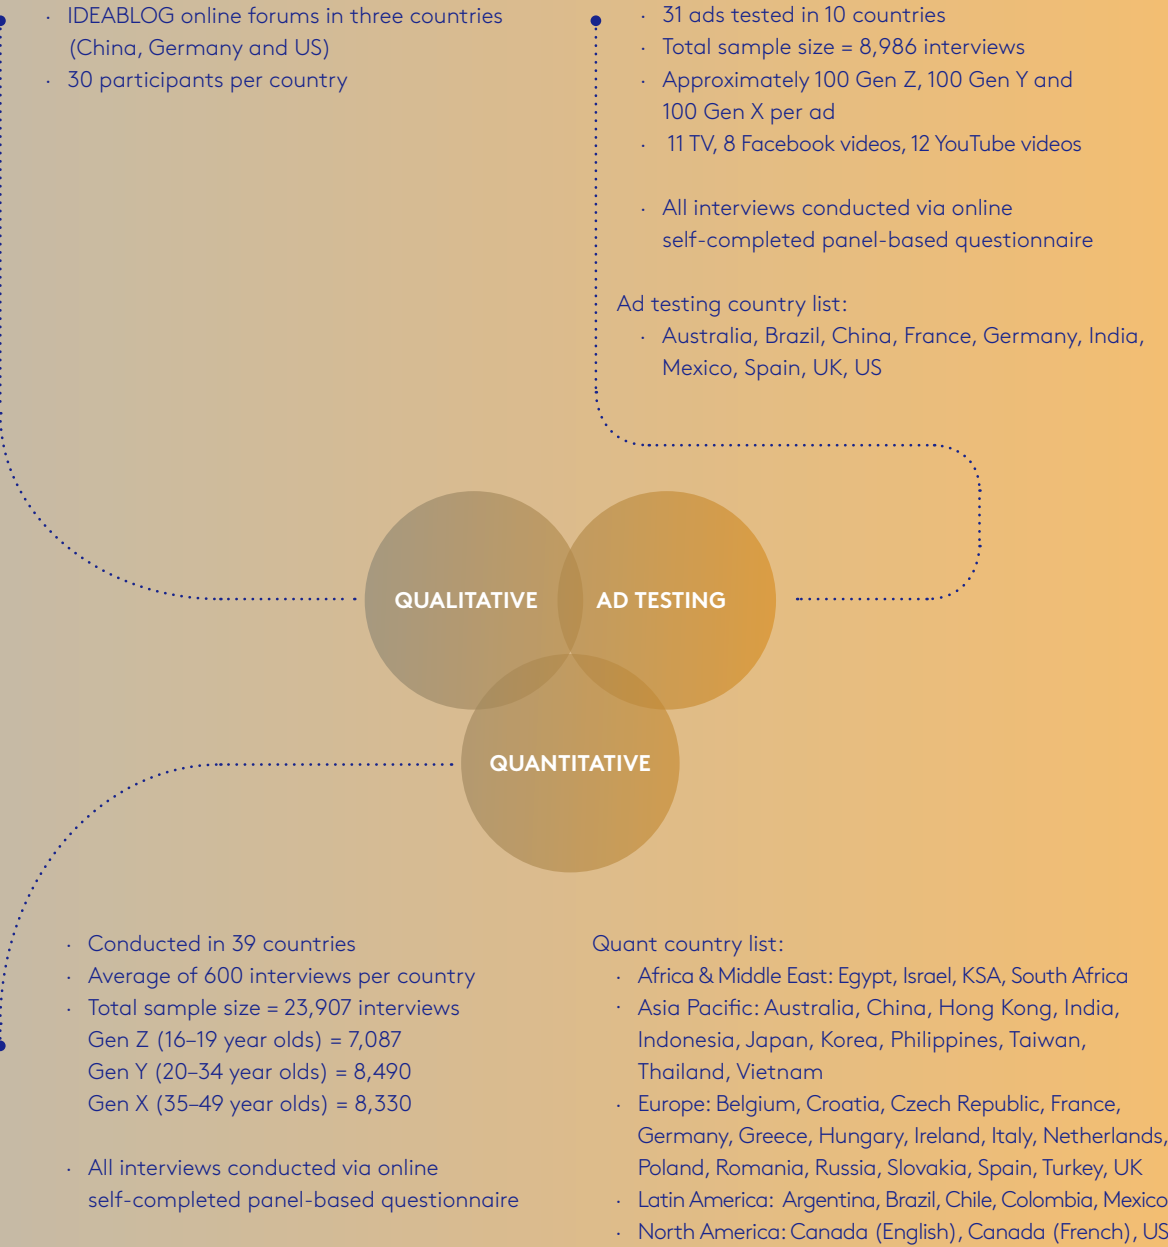 · IDEABLOG online forums in three countries
(China, Germany and US)
· 30 participants per country
· 31 ads tested in 10 countries
· Total sample size = 8,986 interviews
· Approximately 100 Gen Z, 100 Gen Y and
100 Gen X per ad
· 11 TV, 8 Facebook videos, 12 YouTube videos
· All interviews conducted via online
self-completed panel-based questionnaire
Ad testing country list:
· Australia, Brazil, China, France, Germany, India,
Mexico, Spain, UK, US
QUALITATIVE
AD TESTING
QUANTITATIVE
· Conducted in 39 countries
· Average of 600 interviews per country
· Total sample size = 23,907 interviews
Gen Z (16–19 year olds) = 7,087
Gen Y (20–34 year olds) = 8,490
Gen X (35–49 year olds) = 8,330
· All interviews conducted via online
self-completed panel-based questionnaire
Quant country list:
· Africa & Middle East: Egypt, Israel, KSA, South Africa
· Asia Pacific: Australia, China, Hong Kong, India,
Indonesia, Japan, Korea, Philippines, Taiwan,
Thailand, Vietnam
· Europe: Belgium, Croatia, Czech Republic, France,
Germany, Greece, Hungary, Ireland, Italy, Netherlands,
Poland, Romania, Russia, Slovakia, Spain, Turkey, UK
· Latin America: Argentina, Brazil, Chile, Colombia, Mexico
· North America: Canada (English), Canada (French), US